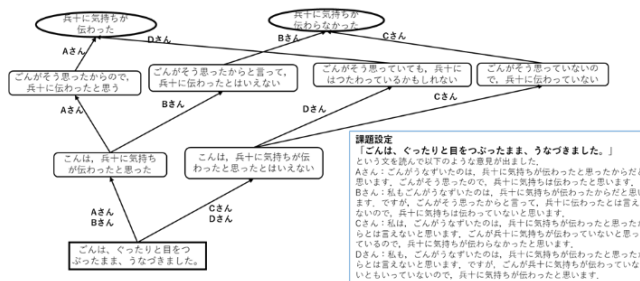 兵十に気持ちが
伝わった
兵十に気持ちが
伝わらなかった
Aさん
Dさん
Bさん
Cさん
ごんがそう思ったからので,
兵十に伝わったと思う
ごんがそう思ったからと言って,
兵十に伝わったとはいえない
ごんがそう思っていても, 兵十に
はつたわっているかもしれない
ごんがそう思っていないの
で, 兵十に伝わっていない
Aさん
Bさん
Dさん
Cさん
こんは, 兵十に気持ち
が伝わったと思った
こんは, 兵十に気持ちが伝
わったと思ったとはいえない
Aさん
Bさん
Cさん
Dさん
ごんは、ぐったりと目をつ
ぶったまま、うなづきました。
課題設定
「ごんは、ぐったりと目をつぶったまま、うなづきました。」
という文を読んで以下のような意見が出ました.
Aさん:ごんがうなずいたのは, 兵十に気持ちが伝わったと思ったからだと
思います. ごんがそう思ったので, 兵十に気持ちは伝わったと思います.
Bさん:私もごんがうなづいたのは, 兵十に気持ちが伝わったからだと思い
ます. ですが, ごんがそう思ったからと言って, 兵十に伝わったとは言え
ないので, 兵十に気持ちは伝わっていないと思います.
Cさん:私は, ごんがうなずいたのは, 兵十に気持ちが伝わったと思ったか
らとは言えないと思います. ごんが兵十に気持ちが伝わっていないと思っ
ているので, 兵十に気持ちが伝わらなかったと思います.
Dさん:私も, ごんがうなずいたのは, 兵十に気持ちが伝わったと思ったか
らとは言えないと思います. ですが, ごんが兵十に気持ちが伝わっていな
いともいっていないので, 兵十に気持ちが伝わったと思います.